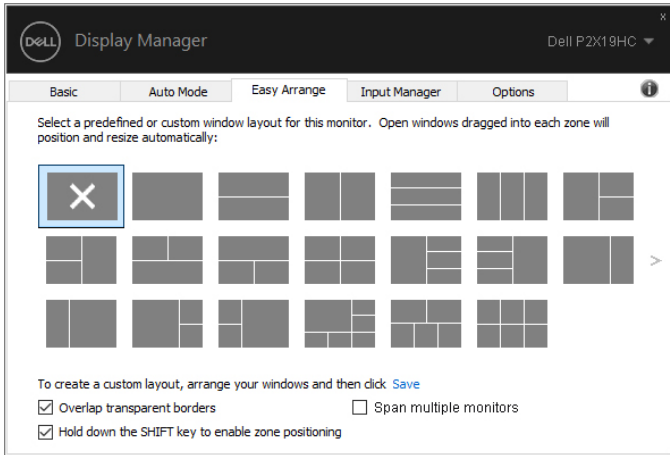 x
DELL Display Manager Dell P2X19HC
Basic Auto Mode Easy Arrange Input Manager Options i
Select a predefined or custom window layout for this monitor. Open windows dragged into each zone will
position and resize automatically:
>
To create a custom layout, arrange your windows and then click Save
Overlap transparent borders Span multiple monitors
Hold down the SHIFT key to enable zone positioning